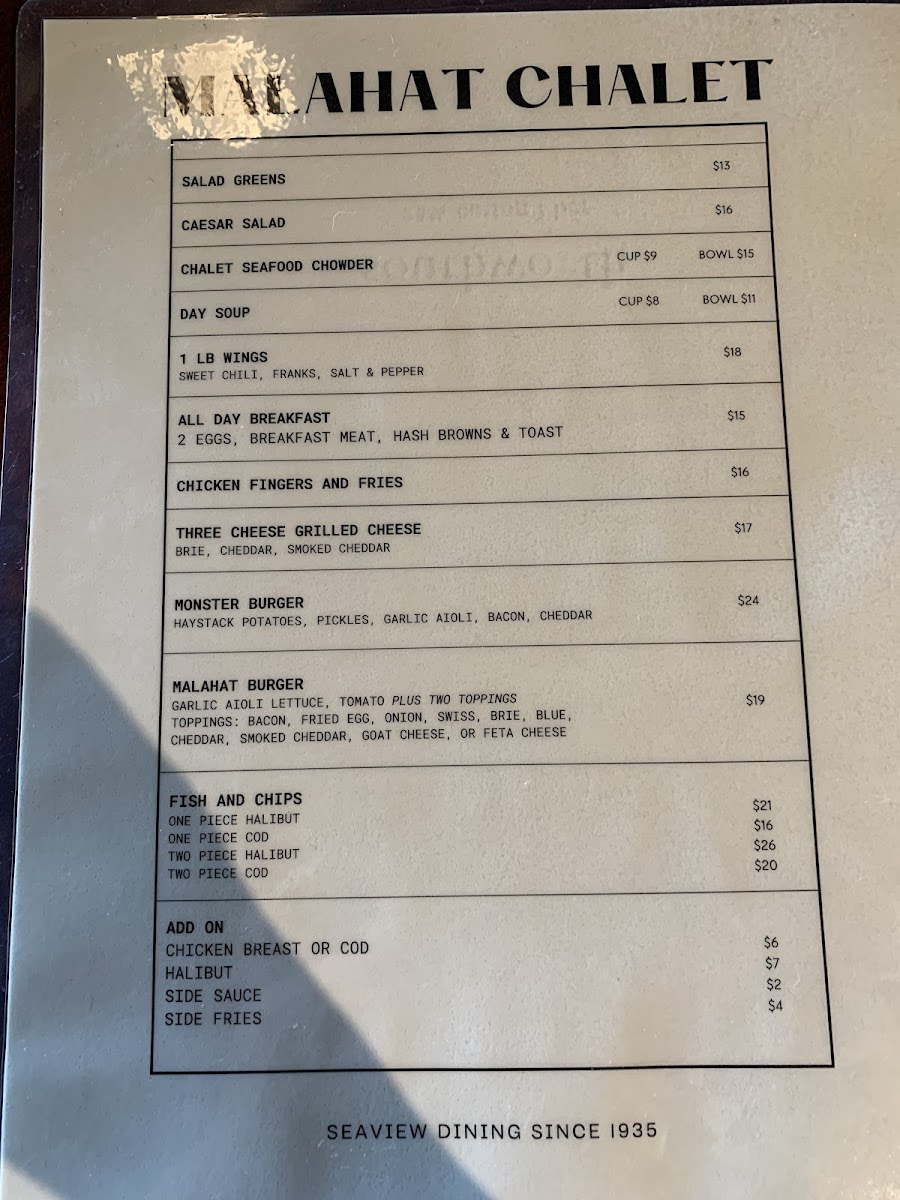 MALAHAT CHALET
SALAD GREENS $13
CAESAR SALAD $16
CHALET SEAFOOD CHOWDER CUP $9 BOWL $15
DAY SOUP CUP $8 BOWL $11
1 LB WINGS $18
SWEET CHILI, FRANKS, SALT & PEPPER
ALL DAY BREAKFAST $15
2 EGGS, BREAKFAST MEAT, HASH BROWNS & TOAST
CHICKEN FINGERS AND FRIES $16
THREE CHEESE GRILLED CHEESE $17
BRIE, CHEDDAR, SMOKED CHEDDAR
MONSTER BURGER $24
HAYSTACK POTATOES, PICKLES, GARLIC AIOLI, BACON, CHEDDAR
MALAHAT BURGER
GARLIC AIOLI LETTUCE, TOMATO PLUS TWO TOPPINGS $19
TOPPINGS: BACON, FRIED EGG, ONION, SWISS, BRIE, BLUE,
CHEDDAR, SMOKED CHEDDAR, GOAT CHEESE, OR FETA CHEESE
FISH AND CHIPS
ONE PIECE HALIBUT $21
ONE PIECE COD $16
TWO PIECE HALIBUT $26
TWO PIECE COD $20
ADD ON
CHICKEN BREAST OR COD $6
HALIBUT $7
SIDE SAUCE $2
SIDE FRIES $4
SEAVIEW DINING SINCE 1935